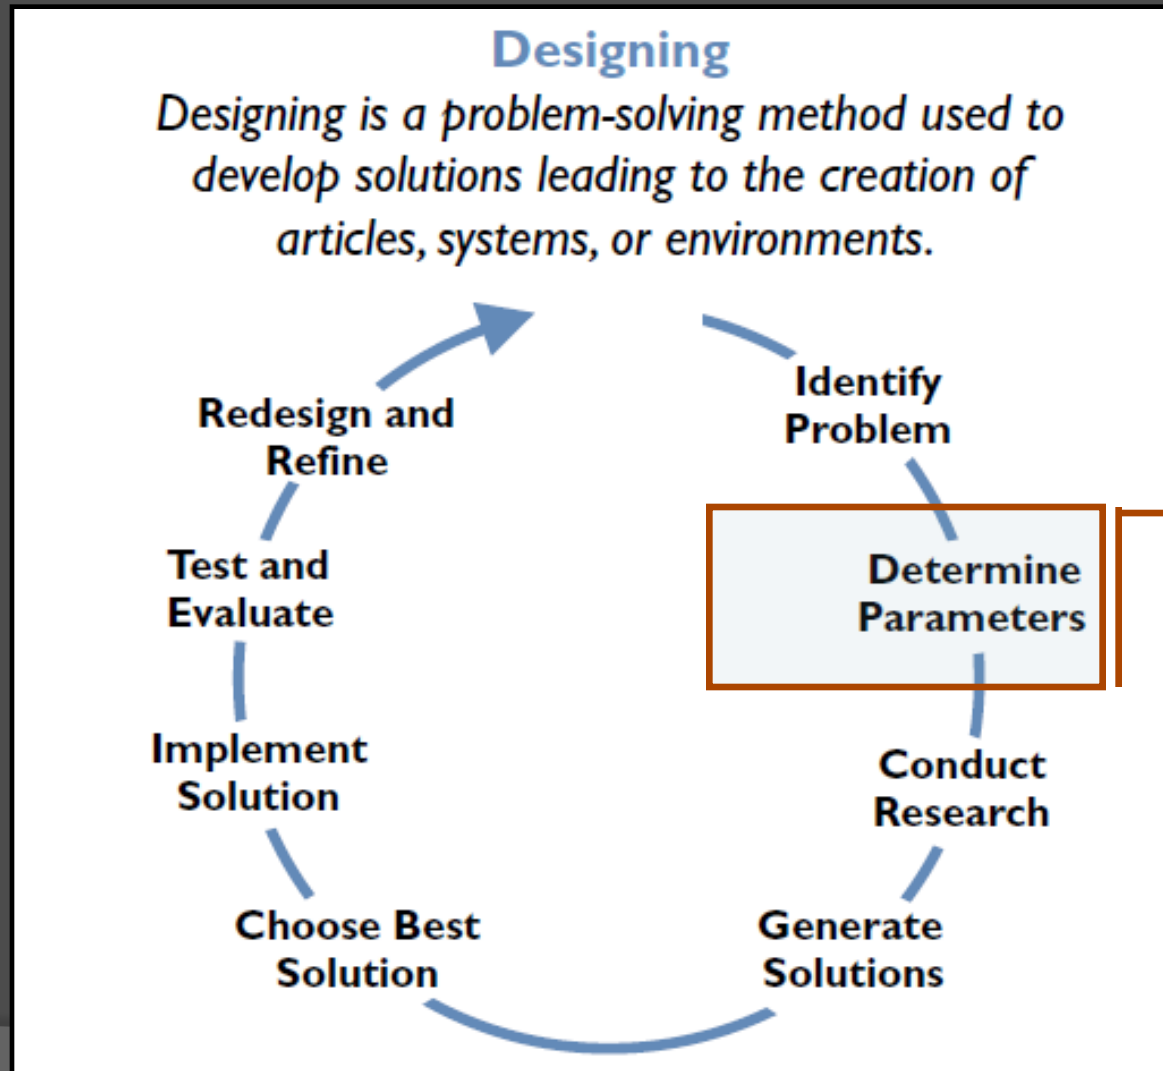 Designing
Designing is a problem-solving method used to
develop solutions leading to the creation of
articles, systems, or environments.
Identify
Problem
Determine
Parameters
Conduct
Research
Generate
Solutions
Choose Best
Solution
Implement
Solution
Test and
Evaluate
Redesign and
Refine